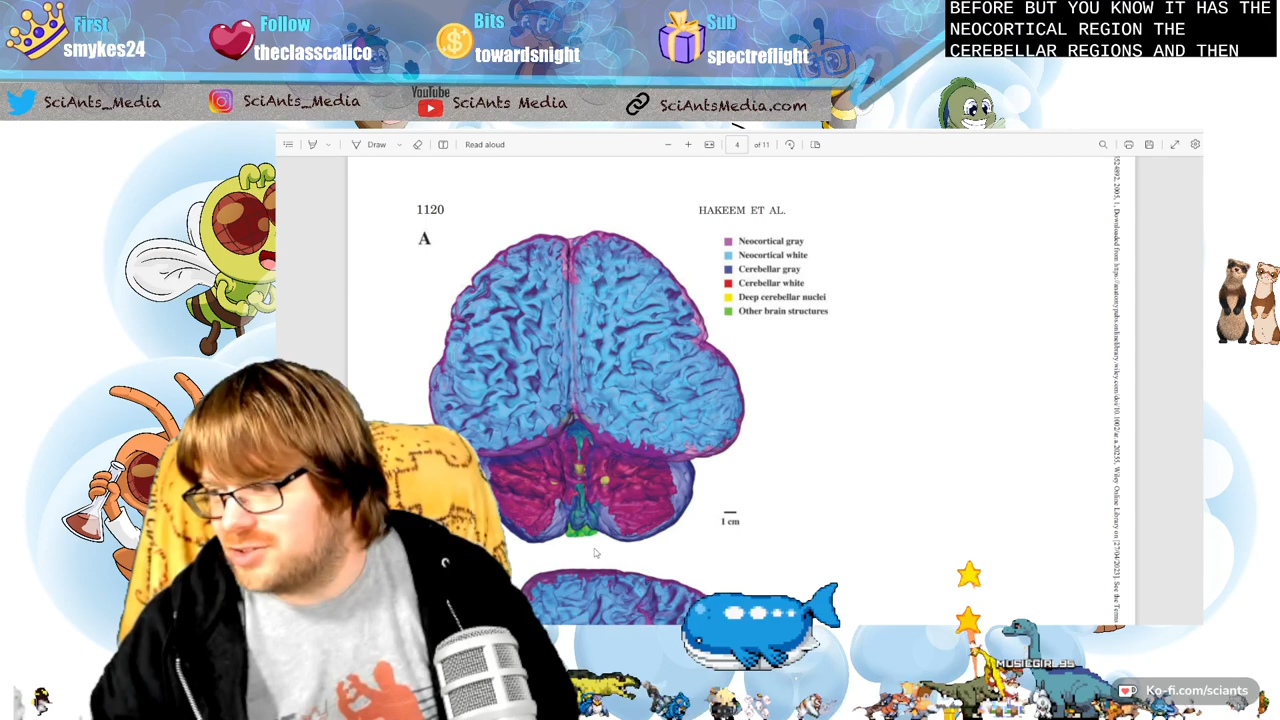 First
smykes24
Follow
theclasscalico
Bits
towardsnight
Sub
spectreflight
BEFORE BUT YOU KNOW IT HAS THE
NEOCORTICAL REGION THE
CEREBELLAR REGIONS AND THEN
SciAnts_Media
SciAnts_Media
YouTube
SciAnts Media
SciAntsMedia.com
Draw
Read aloud
4
of 11
1120
HAKEEM ET AL.
A
Neocortical gray
Neocortical white
Cerebellar gray
Cerebellar white
Deep cerebellar nuclei
Other brain structures
1 cm
MUSICGIRL95
Ko-fi.com/sciants